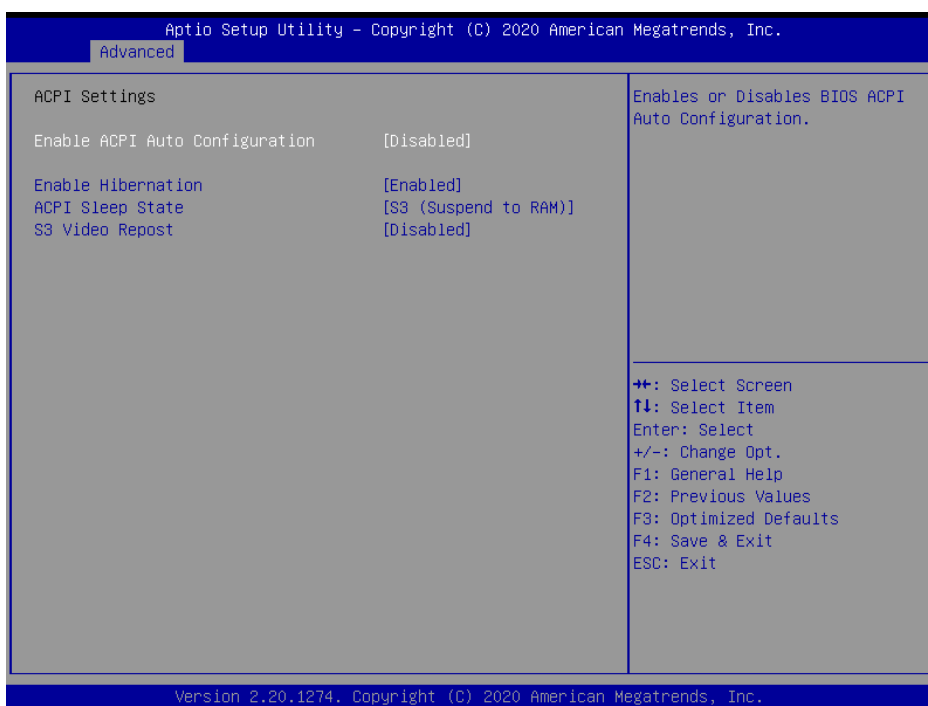 Aptio Setup Utility – Copyright (C) 2020 American Megatrends, Inc.
Advanced
ACPI Settings
Enable ACPI Auto Configuration [Disabled]
Enable Hibernation [Enabled]
ACPI Sleep State [S3 (Suspend to RAM)]
S3 Video Repost [Disabled]
Enables or Disables BIOS ACPI
Auto Configuration.
→←: Select Screen
↑↓: Select Item
Enter: Select
+/-: Change Opt.
F1: General Help
F2: Previous Values
F3: Optimized Defaults
F4: Save & Exit
ESC: Exit
Version 2.20.1274. Copyright (C) 2020 American Megatrends, Inc.